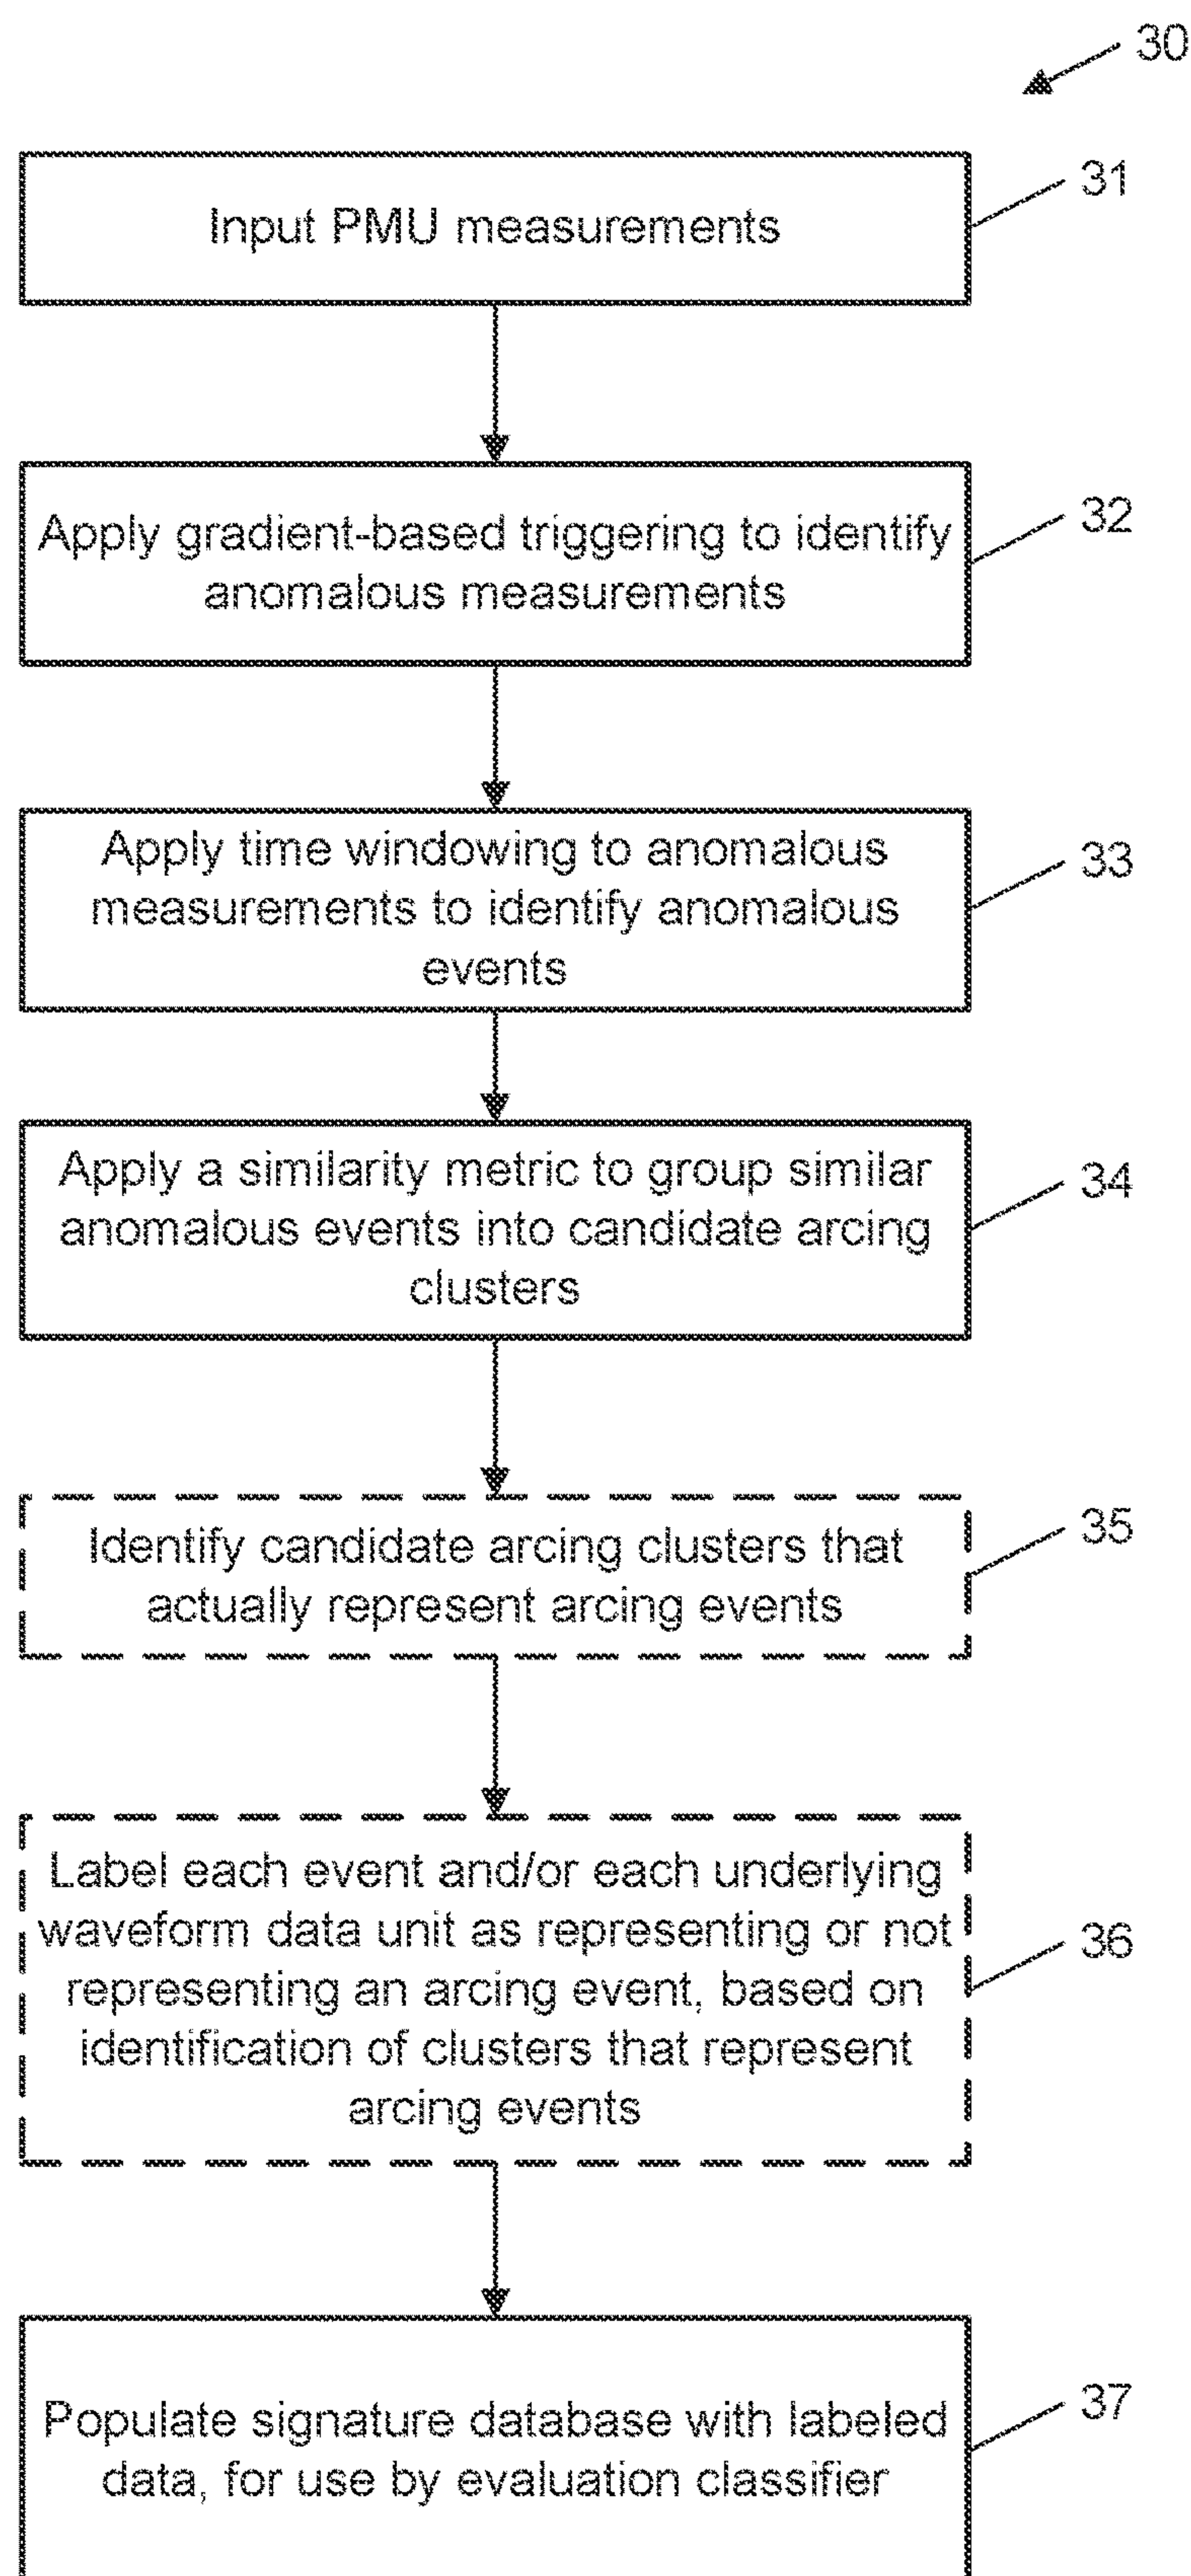 30
Input PMU measurements
31
Apply gradient-based triggering to identify
anomalous measurements
32
Apply time windowing to anomalous
measurements to identify anomalous
events
33
Apply a similarity metric to group similar
anomalous events into candidate arcing
clusters
34
Identify candidate arcing clusters that
actually represent arcing events
35
Label each event and/or each underlying
waveform data unit as representing or not
representing an arcing event, based on
identification of clusters that represent
arcing events
36
Populate signature database with labeled
data, for use by evaluation classifier
37